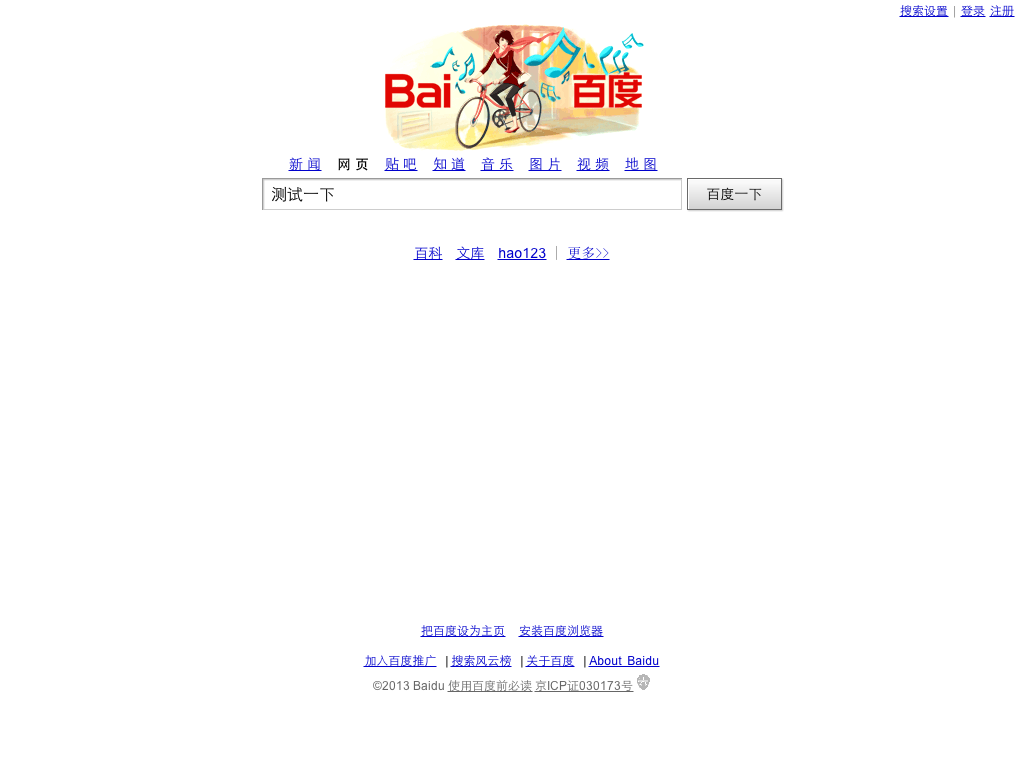 搜索设置 | 登录 注册
Bai 百度
新 闻 网 页 贴 吧 知 道 音 乐 图 片 视 频 地 图
测试一下 百度一下
百科 文库 hao123 | 更多>>
把百度设为主页 安装百度浏览器
加入百度推广 | 搜索风云榜 | 关于百度 | About Baidu
©2013 Baidu 使用百度前必读 京ICP证030173号